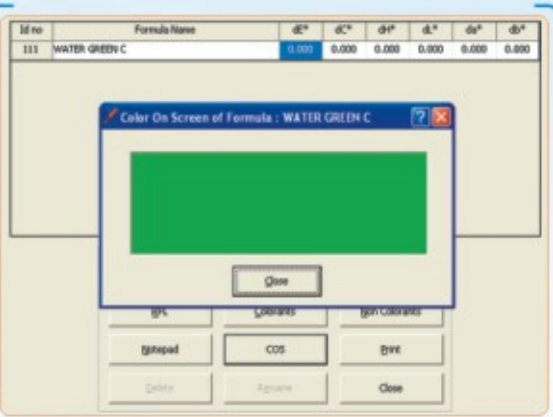 Id no Formula Name dE* dC* dH* dL* da* db*
111 WATER GREEN C 0.000 0.000 0.000 0.000 0.000 0.000
Color On Screen of Formula : WATER GREEN C
Close
Colorants Non Colorants
Notepad COS Print
Delete Rename Close